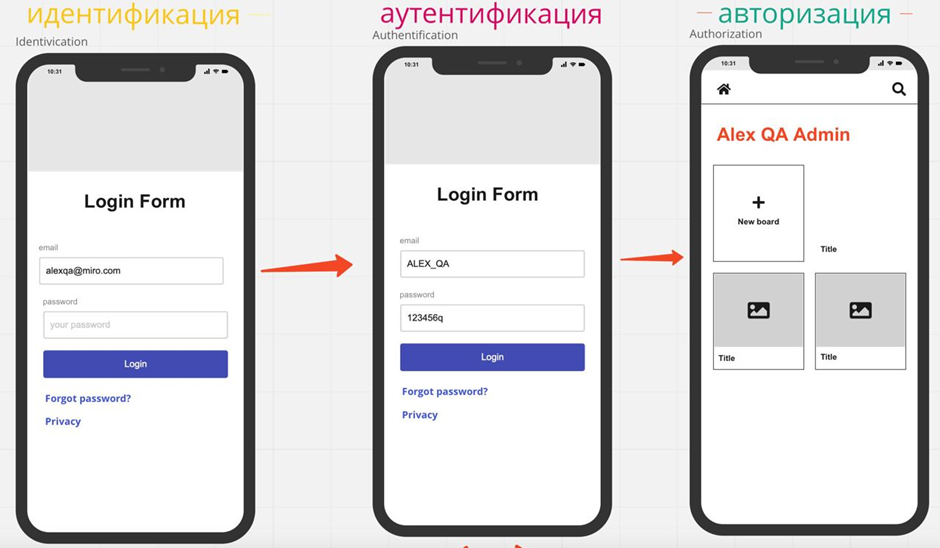 идентификация
Identivication
10:31
Login Form
email
alexqa@miro.com
password
your password
Login
Forgot password?
Privacy
аутентификация
Authentification
10:31
Login Form
email
ALEX_QA
password
123456q
Login
Forgot password?
Privacy
авторизация
Authorization
10:31
Alex QA Admin
New board
Title
Title
Title